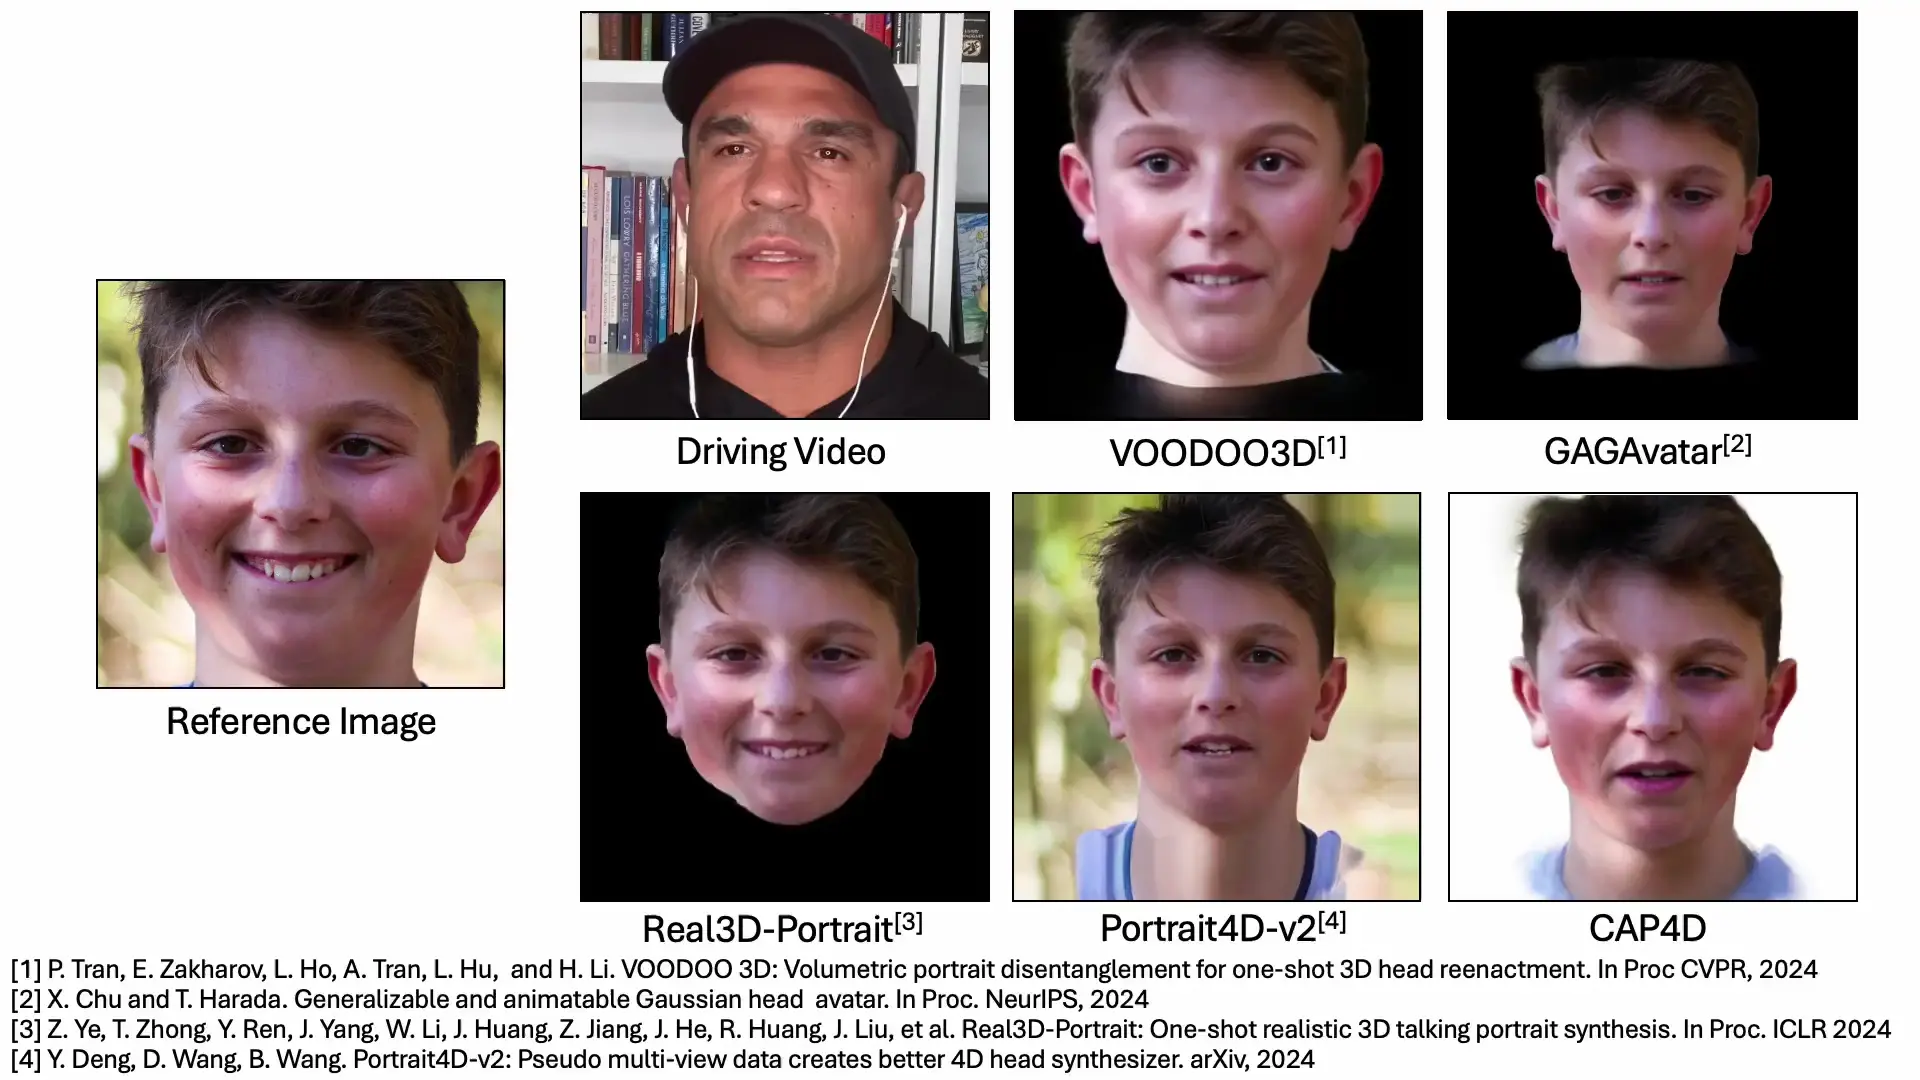 Driving Video
VOODOO3D[1]
GAGAvatar[2]
Reference Image
Real3D-Portrait[3]
Portrait4D-v2[4]
CAP4D
[1] P. Tran, E. Zakharov, L. Ho, A. Tran, L. Hu, and H. Li. VOODOO 3D: Volumetric portrait disentanglement for one-shot 3D head reenactment. In Proc CVPR, 2024
[2] X. Chu and T. Harada. Generalizable and animatable Gaussian head avatar. In Proc. NeurIPS, 2024
[3] Z. Ye, T. Zhong, Y. Ren, J. Yang, W. Li, J. Huang, Z. Jiang, J. He, R. Huang, J. Liu, et al. Real3D-Portrait: One-shot realistic 3D talking portrait synthesis. In Proc. ICLR 2024
[4] Y. Deng, D. Wang, B. Wang. Portrait4D-v2: Pseudo multi-view data creates better 4D head synthesizer. arXiv, 2024
LOIS LOWRY GATHERING BLUE